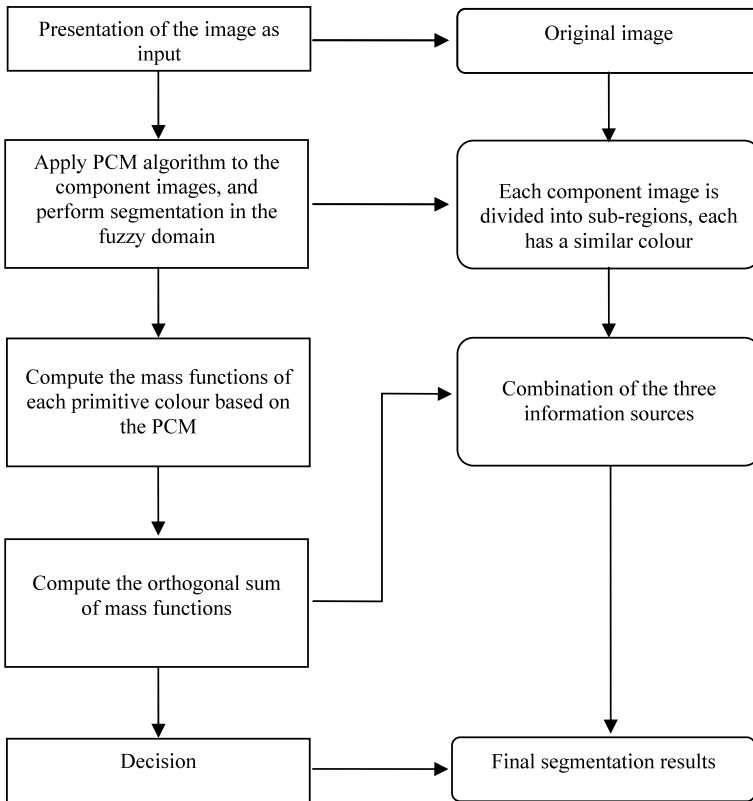 Presentation of the image as
input
Original image
Apply PCM algorithm to the
component images, and
perform segmentation in the
fuzzy domain
Each component image is
divided into sub-regions, each
has a similar colour
Compute the mass functions of
each primitive colour based on
the PCM
Combination of the three
information sources
Compute the orthogonal sum
of mass functions
Decision
Final segmentation results